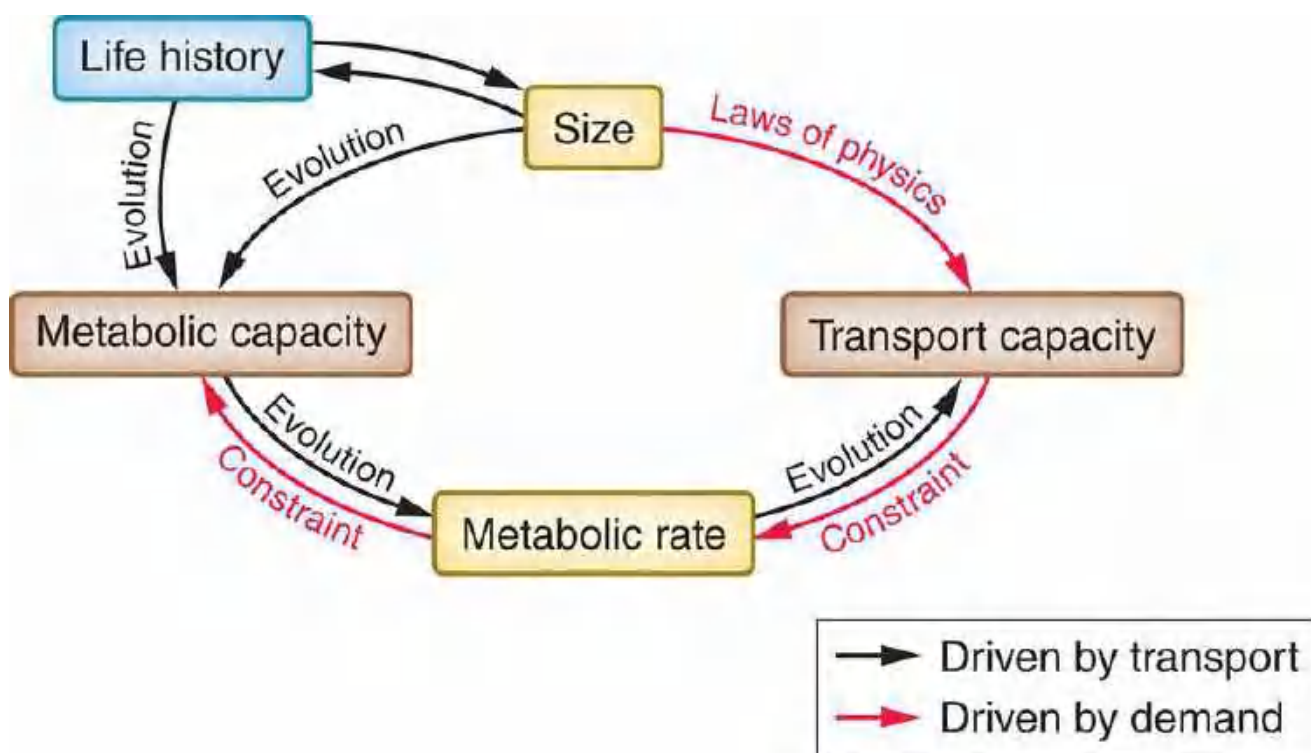 Life history
Size
Laws of physics
Evolution
Evolution
Metabolic capacity
Transport capacity
Evolution
Constraint
Evolution
Constraint
Metabolic rate
Driven by transport
Driven by demand